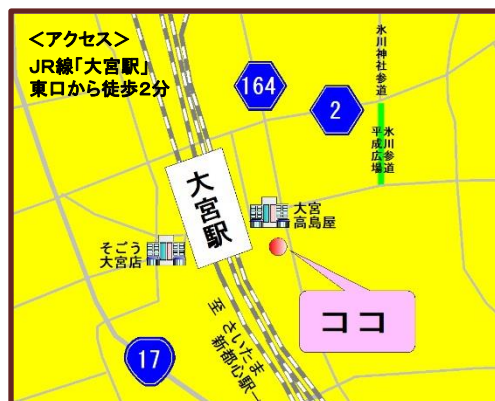 ＜アクセス＞
JR線「大宮駅」
東口から徒歩2分
164
2
氷川神社参道
氷川参道
平成広場
大宮駅
大宮
高島屋
そごう
大宮店
ココ
至 さいたま
新都心駅
17